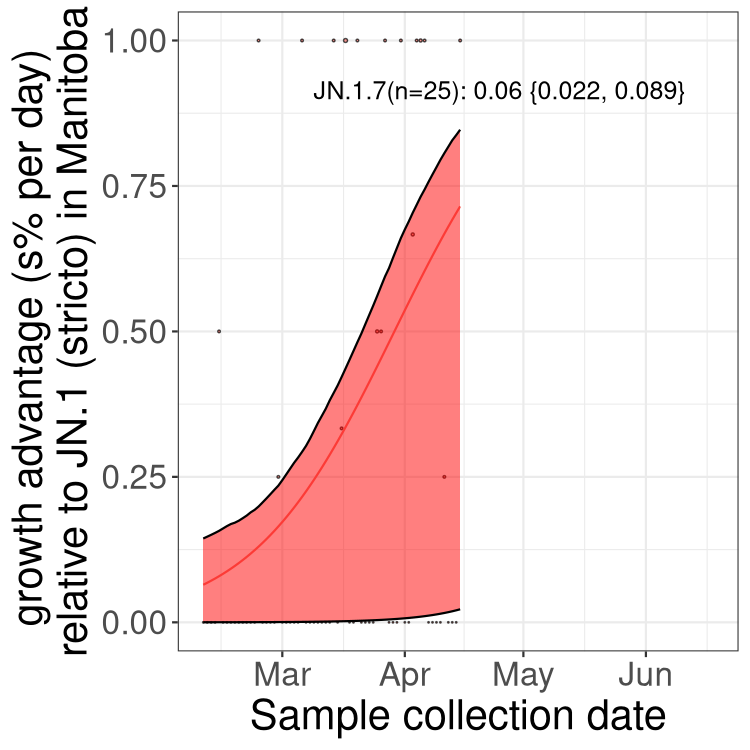 growth advantage (s% per day)
relative to JN.1 (stricto) in Manitoba
1.00
0.75
0.50
0.25
0.00
JN.1.7(n=25): 0.06 {0.022, 0.089}
Mar Apr May Jun
Sample collection date